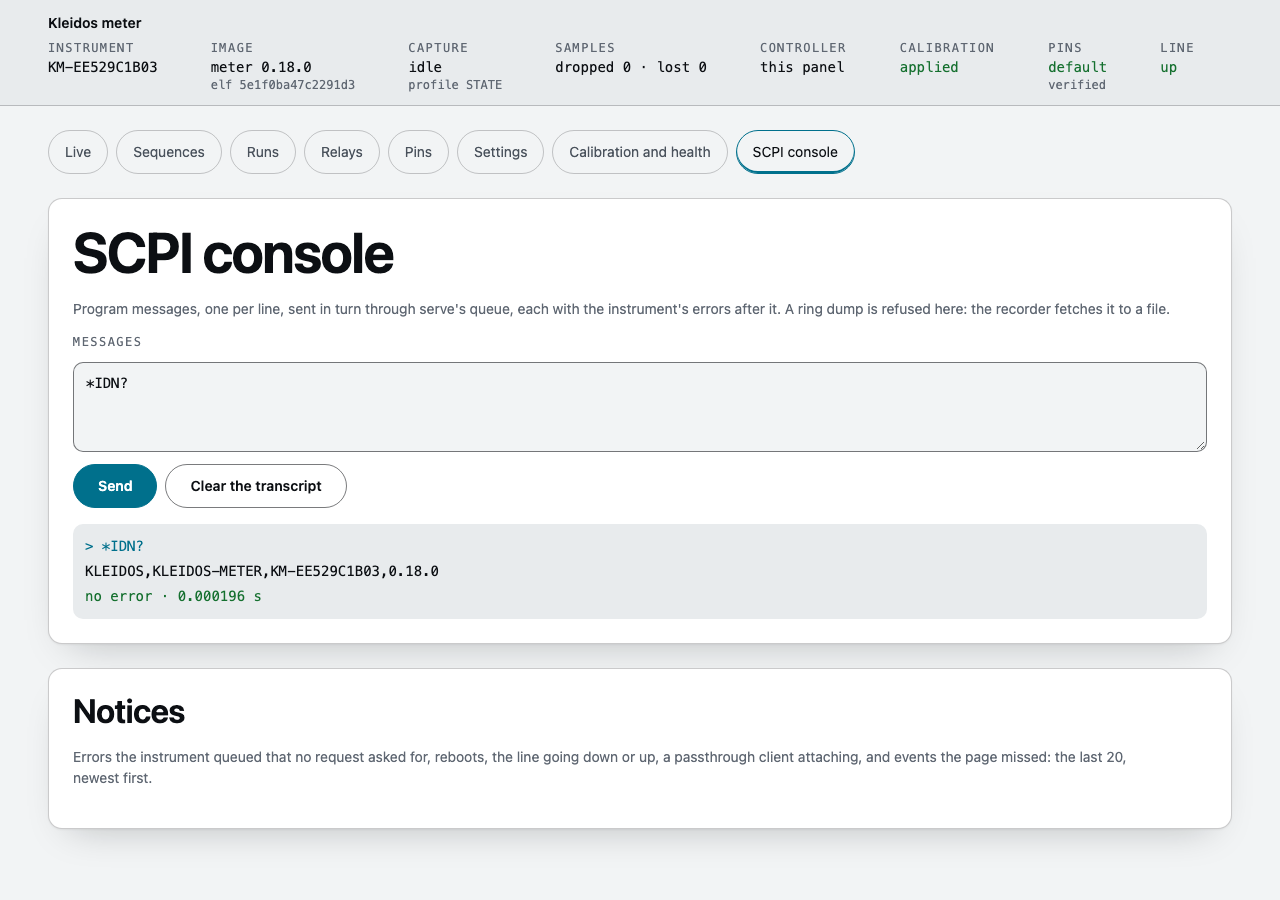 Kleidos meter
INSTRUMENT IMAGE CAPTURE SAMPLES CONTROLLER CALIBRATION PINS LINE
KM-EE529C1B03 meter 0.18.0 idle dropped 0 · lost 0 this panel applied default up
elf 5e1f0ba47c2291d3 profile STATE verified
Live Sequences Runs Relays Pins Settings Calibration and health SCPI console
SCPI console
Program messages, one per line, sent in turn through serve's queue, each with the instrument's errors after it. A ring dump is refused here: the recorder fetches it to a file.
MESSAGES
*IDN?
Send Clear the transcript
> *IDN?
KLEIDOS,KLEIDOS-METER,KM-EE529C1B03,0.18.0
no error · 0.000196 s
Notices
Errors the instrument queued that no request asked for, reboots, the line going down or up, a passthrough client attaching, and events the page missed: the last 20,
newest first.